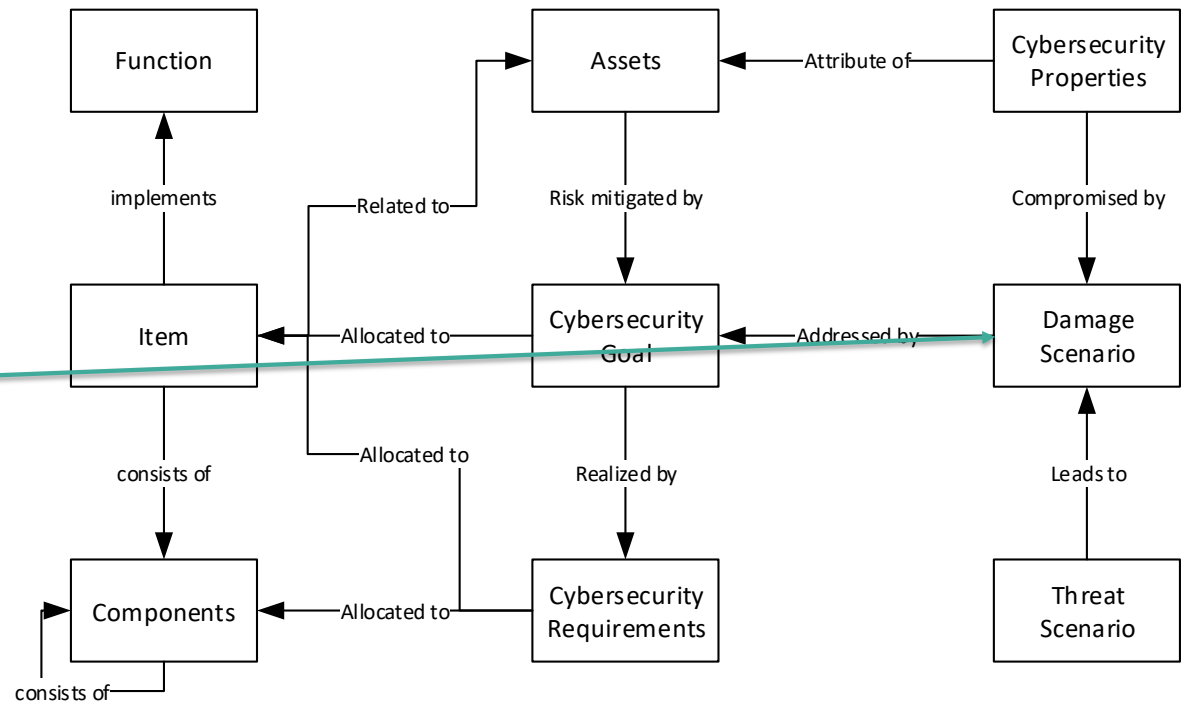 Function
Assets
Cybersecurity
Properties
Attribute of
implements
Related to
Risk mitigated by
Compromised by
Item
Allocated to
Cybersecurity
Goal
Addressed by
Damage
Scenario
consists of
Allocated to
Realized by
Leads to
Components
Allocated to
Cybersecurity
Requirements
Threat
Scenario
consists of